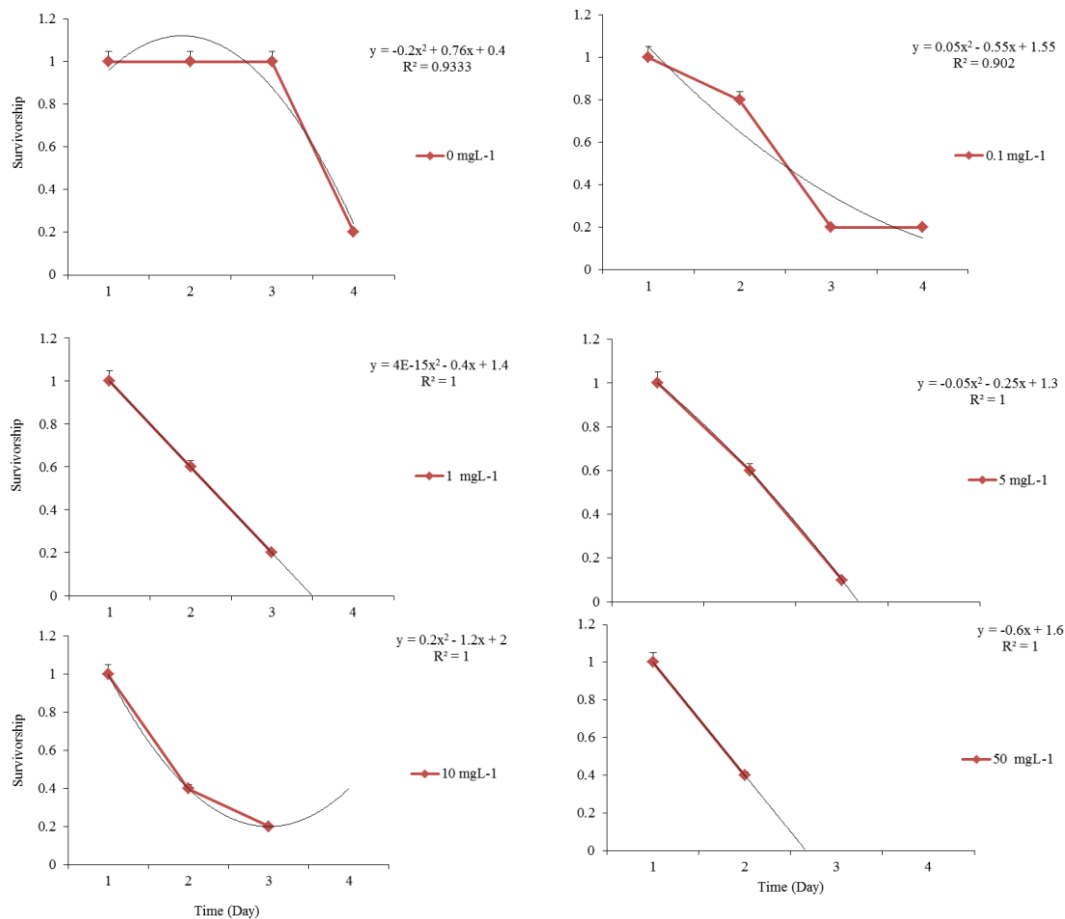 1.2
1
0.8
0.6
0.4
0.2
0
Survivorship
1 2 3 4
y = -0.2x² + 0.76x + 0.4
R² = 0.9333
0 mgL-1
1.2
1
0.8
0.6
0.4
0.2
0
1 2 3 4
y = 0.05x² - 0.55x + 1.55
R² = 0.902
0.1 mgL-1
1.2
1
0.8
0.6
0.4
0.2
0
Survivorship
1 2 3 4
y = 4E-15x² - 0.4x + 1.4
R² = 1
1 mgL-1
1.2
1
0.8
0.6
0.4
0.2
0
1 2 3 4
y = -0.05x² - 0.25x + 1.3
R² = 1
5 mgL-1
1.2
1
0.8
0.6
0.4
0.2
0
Survivorship
1 2 3 4
Time (Day)
y = 0.2x² - 1.2x + 2
R² = 1
10 mgL-1
1.2
1
0.8
0.6
0.4
0.2
0
1 2 3 4
Time (Day)
y = -0.6x + 1.6
R² = 1
50 mgL-1